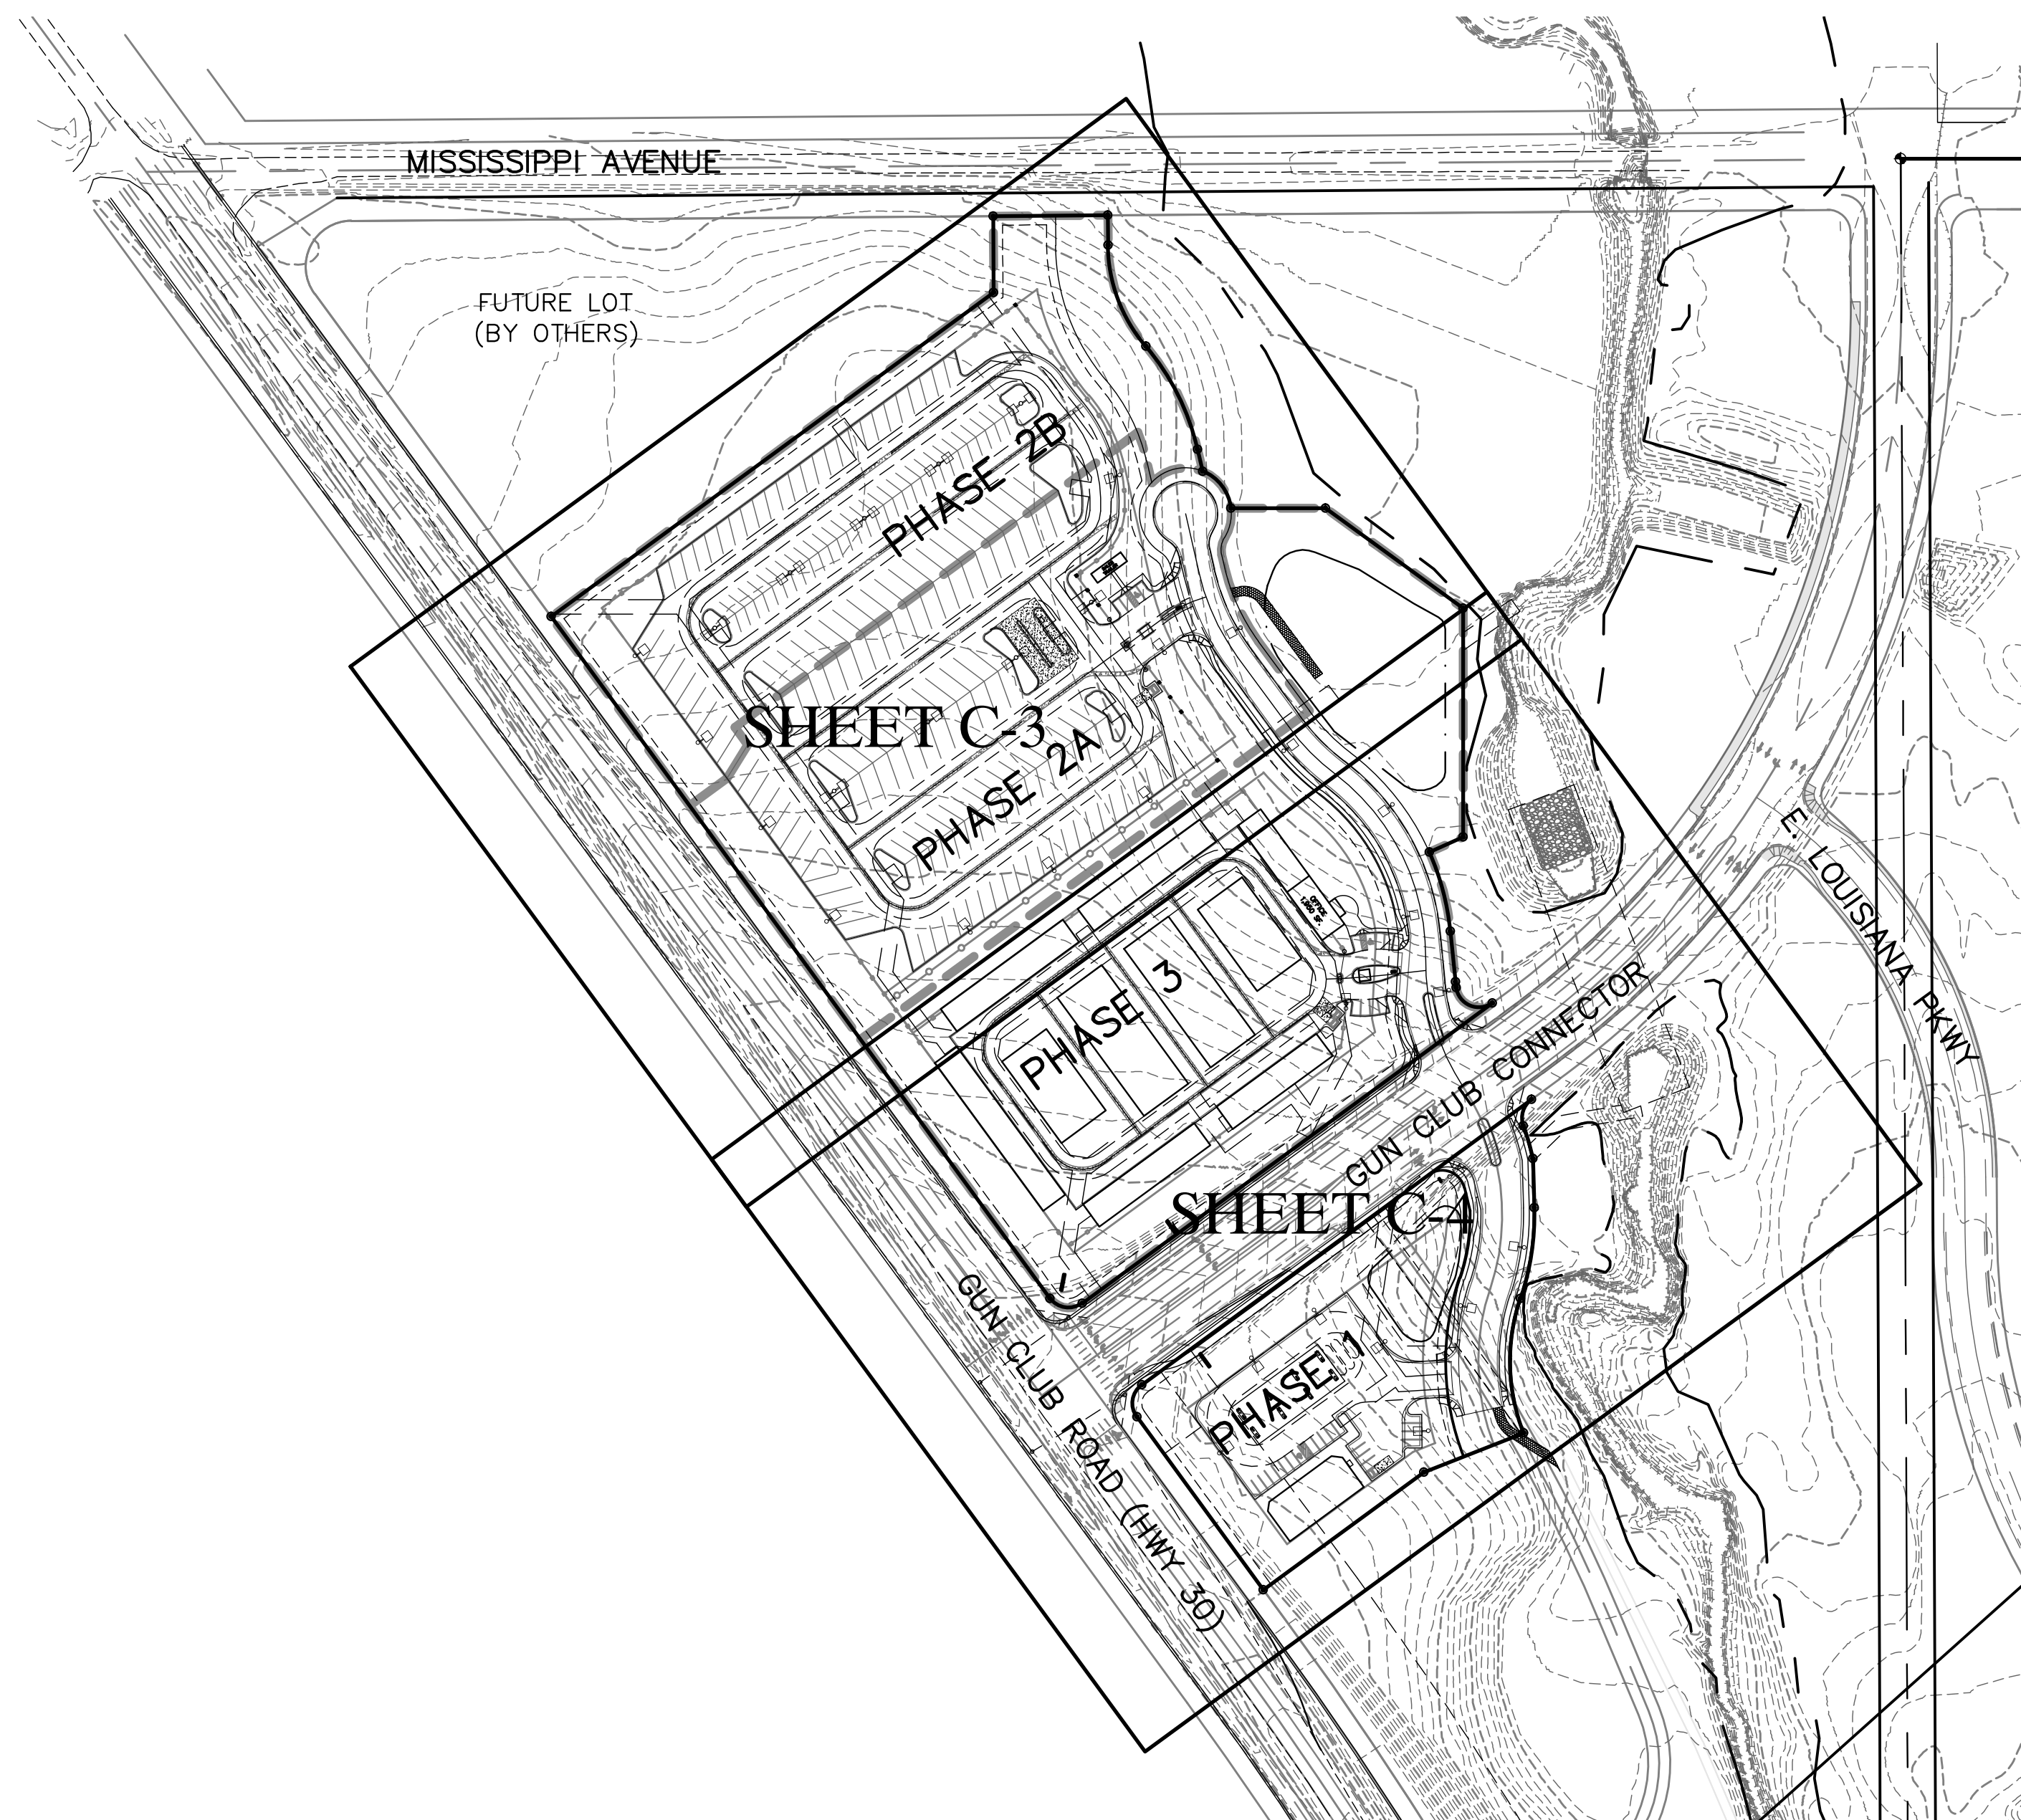 MISSISSIPPI AVENUE
FUTURE LOT
(BY OTHERS)
PHASE 2B
SHEET C-3
PHASE 2A
E. LOUISIANA PKWY
OFFICE
PHASE 3
GUN CLUB CONNECTOR
SHEET C-4
GUN CLUB ROAD (HWY 30)
PHASE 1